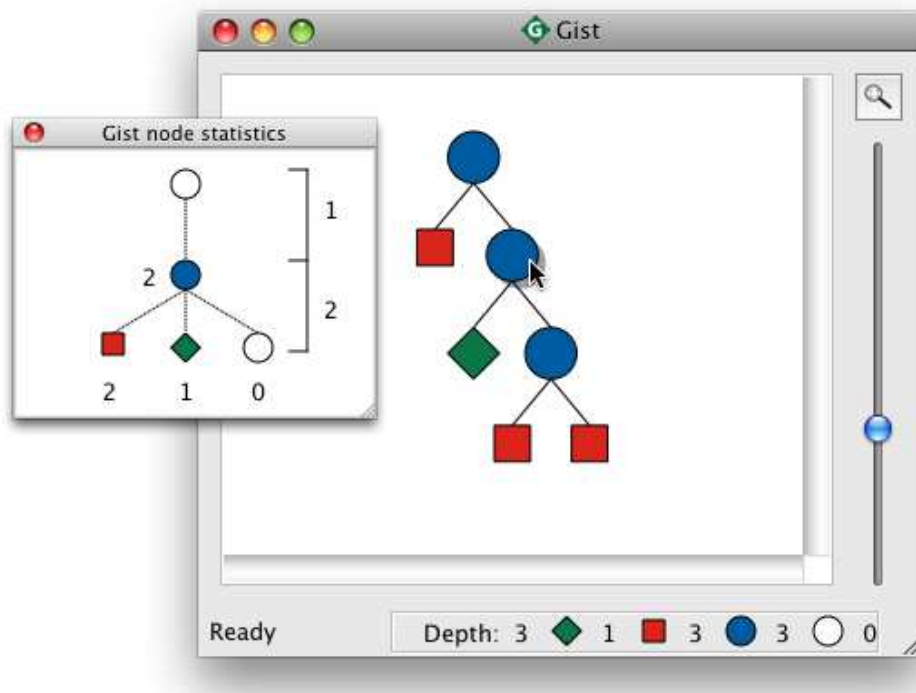 Gist
Gist node statistics
1
2
2
2 1 0
Ready Depth: 3 1 3 3 0